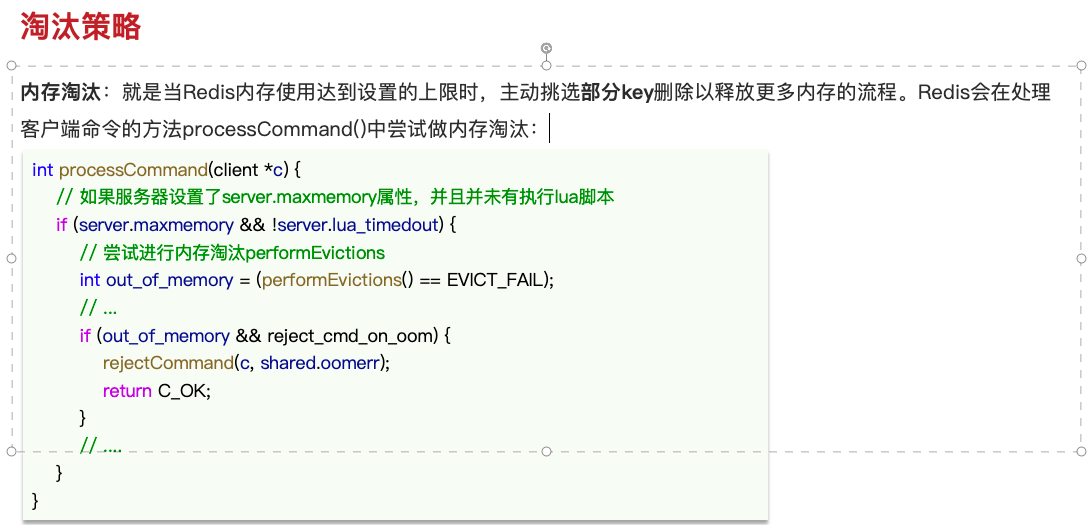 淘汰策略
内存淘汰：就是当Redis内存使用达到设置的上限时，主动挑选部分key删除以释放更多内存的流程。Redis会在处理
客户端命令的方法processCommand()中尝试做内存淘汰：
int processCommand(client *c) {
// 如果服务器设置了server.maxmemory属性，并且并未有执行lua脚本
if (server.maxmemory && !server.lua_timedout) {
// 尝试进行内存淘汰performEvictions
int out_of_memory = (performEvictions() == EVICT_FAIL);
// ...
if (out_of_memory && reject_cmd_on_oom) {
rejectCommand(c, shared.oomerr);
return C_OK;
}
// ....
}
}